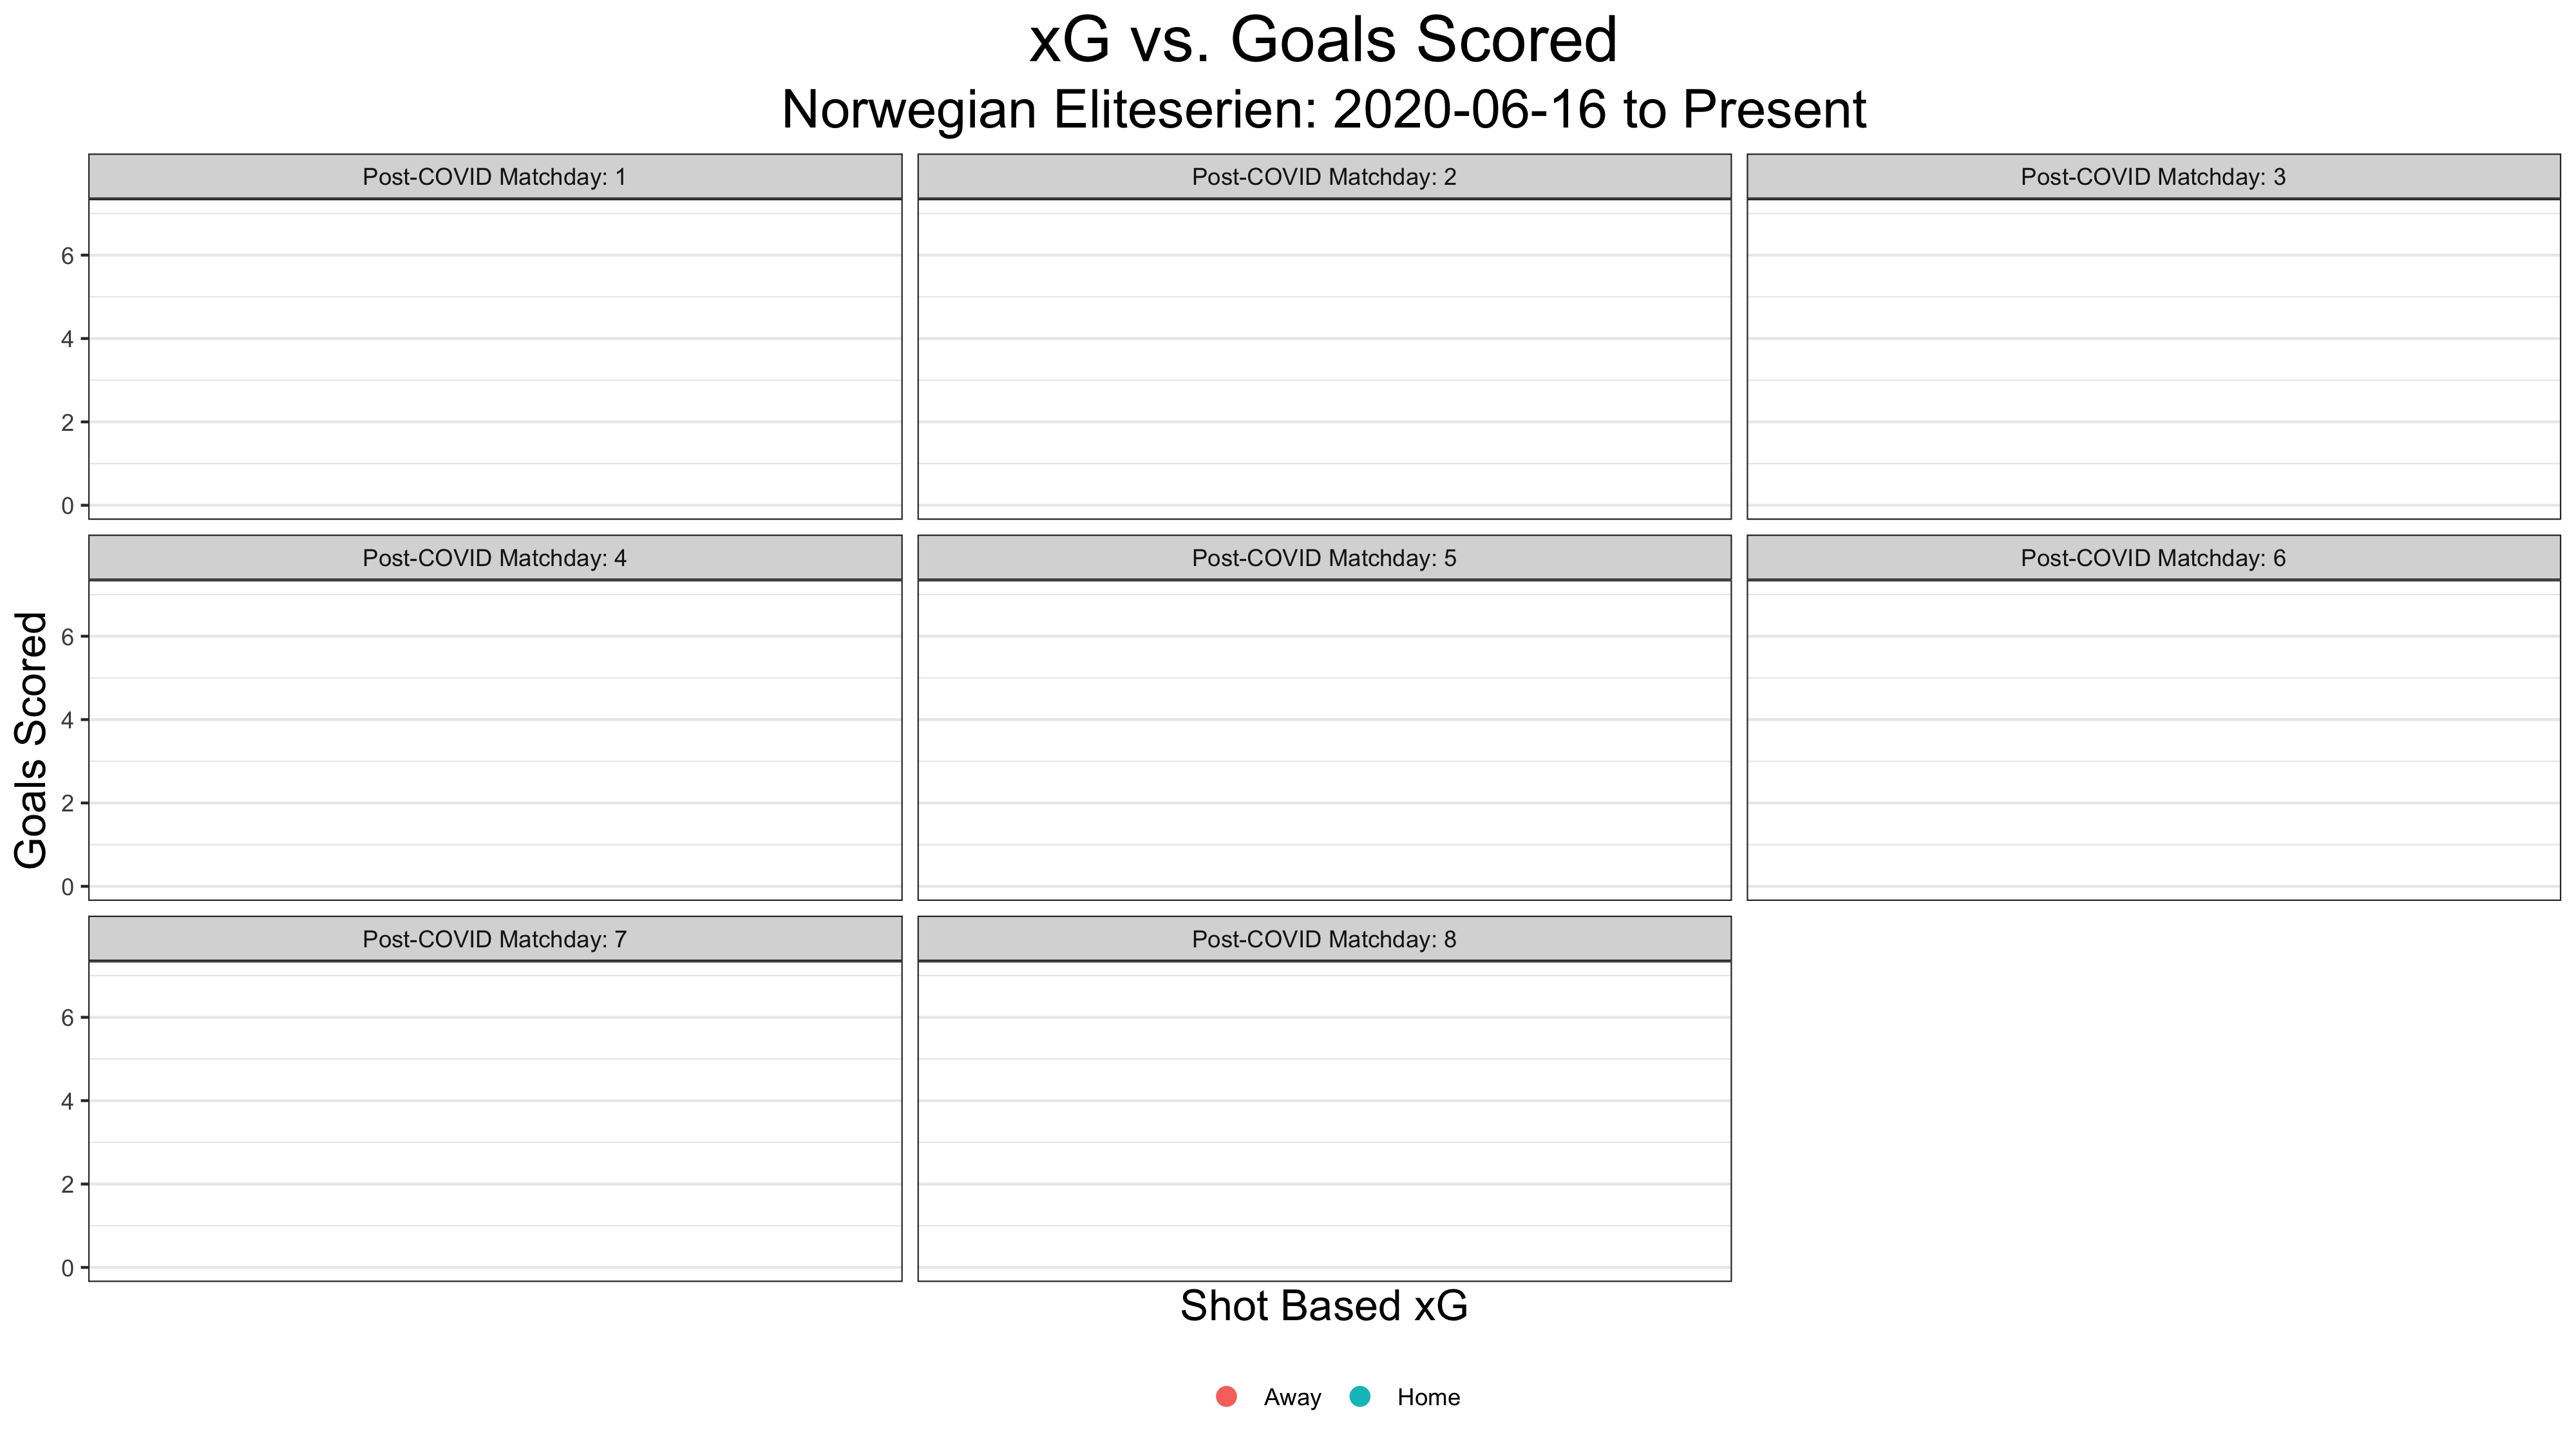 xG vs. Goals Scored
Norwegian Eliteserien: 2020-06-16 to Present
Post-COVID Matchday: 1
Post-COVID Matchday: 2
Post-COVID Matchday: 3
6
4
2
0
Post-COVID Matchday: 4
Post-COVID Matchday: 5
Post-COVID Matchday: 6
Goals Scored
6
4
2
0
Post-COVID Matchday: 7
Post-COVID Matchday: 8
6
4
2
0
Shot Based xG
Away
Home